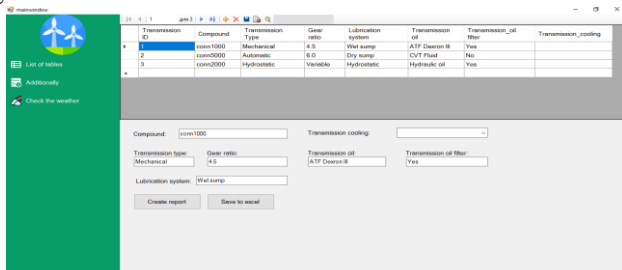 mainwindow
1 для 3
Transmission ID Compound Transmission Type Gear ratio Lubrication system Transmission oil Transmission_oil filter Transmission_cooling
1 conn1000 Mechanical 4.5 Wet sump ATF Dexron III Yes
2 conn5000 Automatic 6.0 Dry sump CVT Fluid No
3 conn2000 Hydrostatic Variable Hydrostatic Hydraulic oil Yes
List of tables
Additionally
Check the weather
Compound: conn1000 Transmission cooling:
Transmission type: Gear ratio: Transmission oil: Transmission oil filter:
Mechanical 4.5 ATF Dexron III Yes
Lubrication system: Wet sump
Create report Save to excel